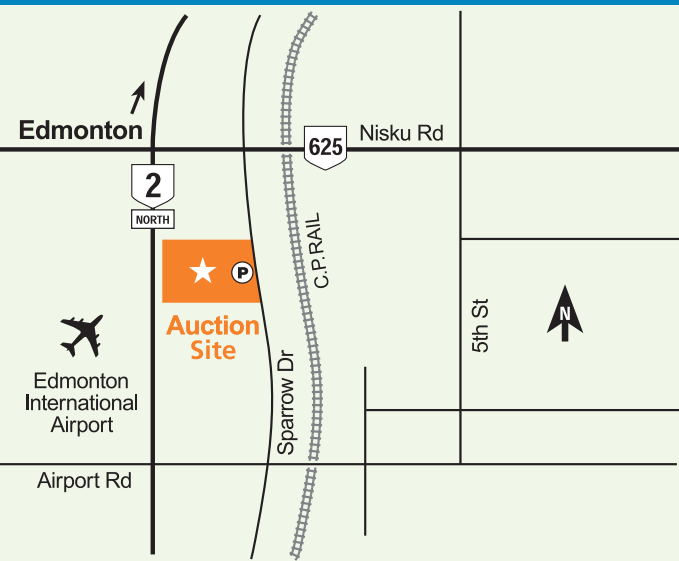 Edmonton
625
Nisku Rd
2
NORTH
P
C.P. RAIL
Auction
Site
N
5th St
Sparrow Dr
Edmonton
International
Airport
Airport Rd